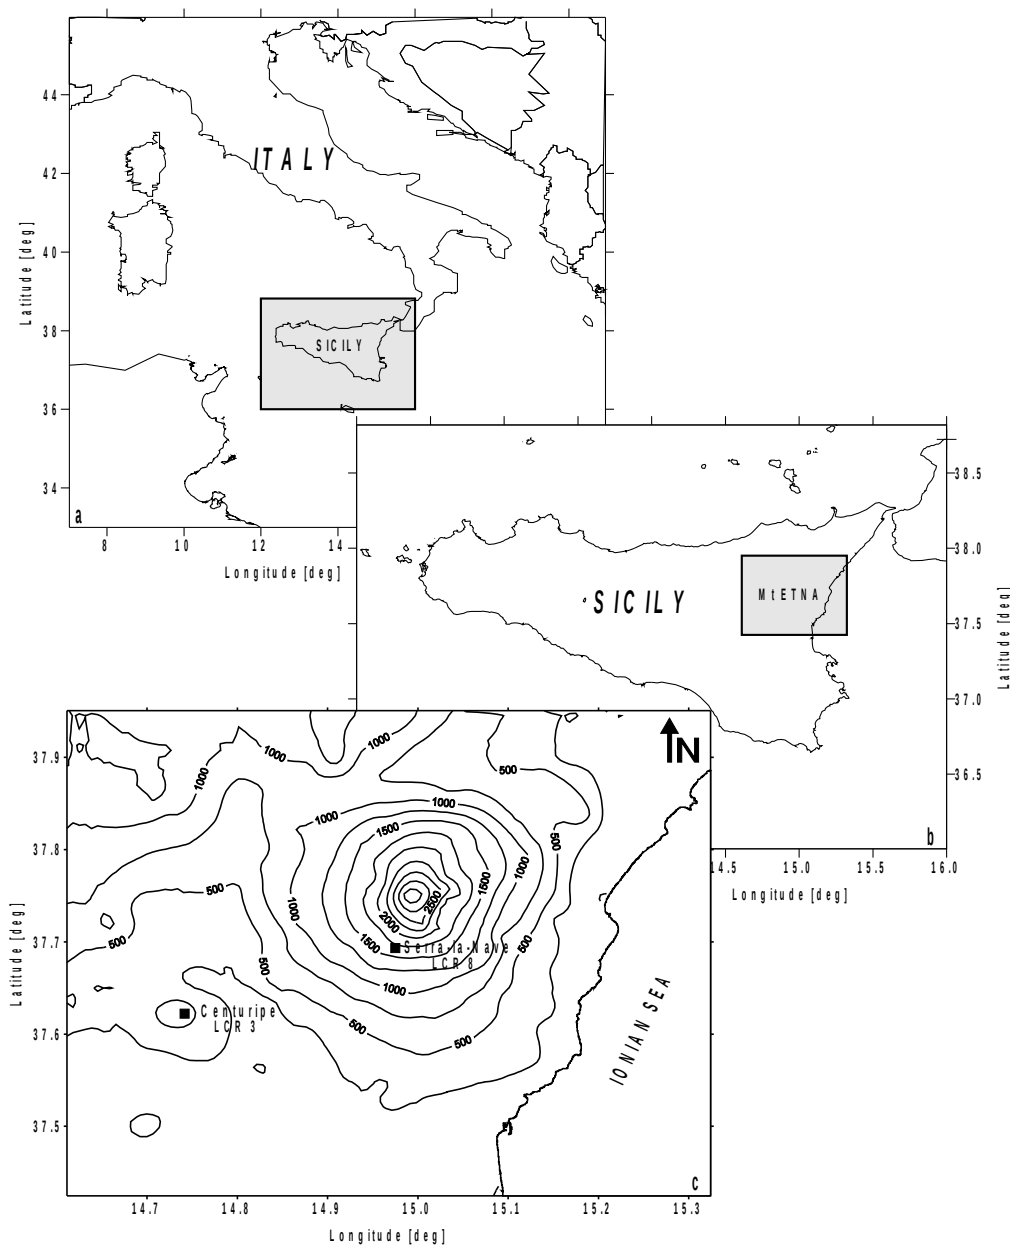 44
42
40
38
36
34
Latitude [deg]
ITALY
SICILY
a
8
10
12
14
Longitude [deg]
38.5
38.0
37.5
37.0
36.5
Latitude [deg]
SICILY
Mt ETNA
b
14.5
15.0
15.5
16.0
Longitude [deg]
N
37.9
37.8
37.7
37.6
37.5
Latitude [deg]
1000
1000
1000
500
1000
1000
1500
500
1000
1500
500
2500
1000
2000
1500
500
500
500
1000
500
500
Serra-la-Nave
LCR 8
Centuripe
LCR 3
IONIAN SEA
c
14.7
14.8
14.9
15.0
15.1
15.2
15.3
Longitude [deg]